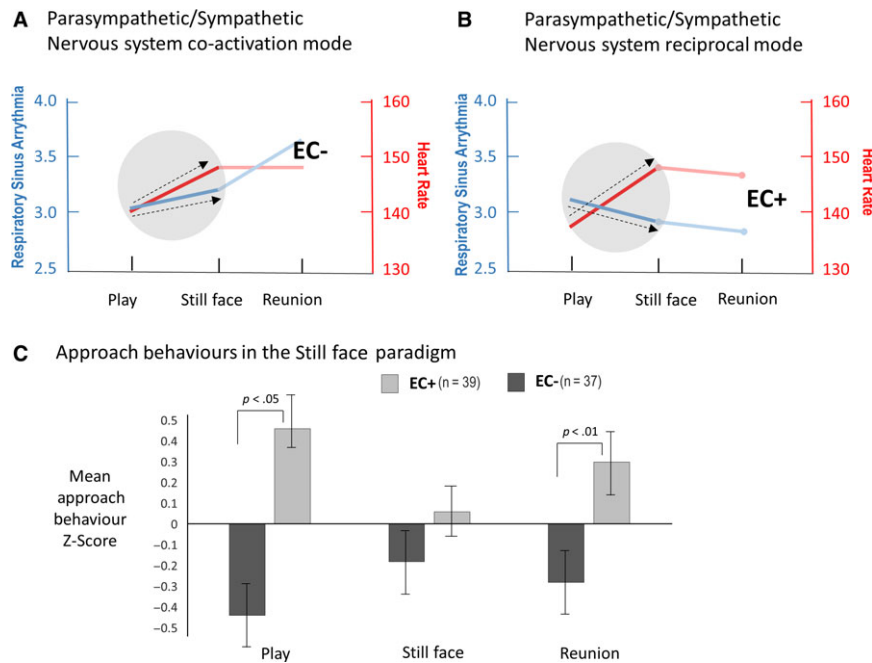 A Parasympathetic/Sympathetic
Nervous system co-activation mode
4.0
3.5
3.0
2.5
Respiratory Sinus Arrythmia
160
150
140
130
Heart Rate
EC-
Play Still face Reunion
B Parasympathetic/Sympathetic
Nervous system reciprocal mode
4.0
3.5
3.0
2.5
Respiratory Sinus Arrythmia
160
150
140
130
Heart Rate
EC+
Play Still face Reunion
C Approach behaviours in the Still face paradigm
EC+ (n = 39) EC- (n = 37)
p < .05
p < .01
Mean
approach
behaviour
Z-Score
0.5
0.4
0.3
0.2
0.1
0
−0.1
−0.2
−0.3
−0.4
−0.5
Play Still face Reunion